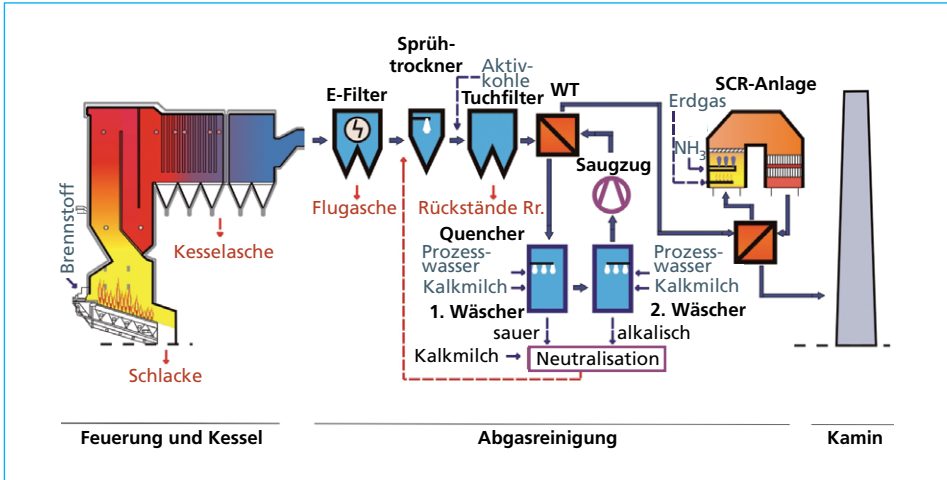 Sprüh-
trockner
Aktiv-
kohle
E-Filter
Tuchfilter
WT
SCR-Anlage
Erdgas
NH3
Saugzug
Brennstoff
Flugasche
Rückstände Rr.
Kesselasche
Quencher
Prozess-
wasser
Kalkmilch
Prozess-
wasser
Kalkmilch
1. Wäscher
2. Wäscher
sauer
alkalisch
Kalkmilch
Neutralisation
Schlacke
Feuerung und Kessel
Abgasreinigung
Kamin